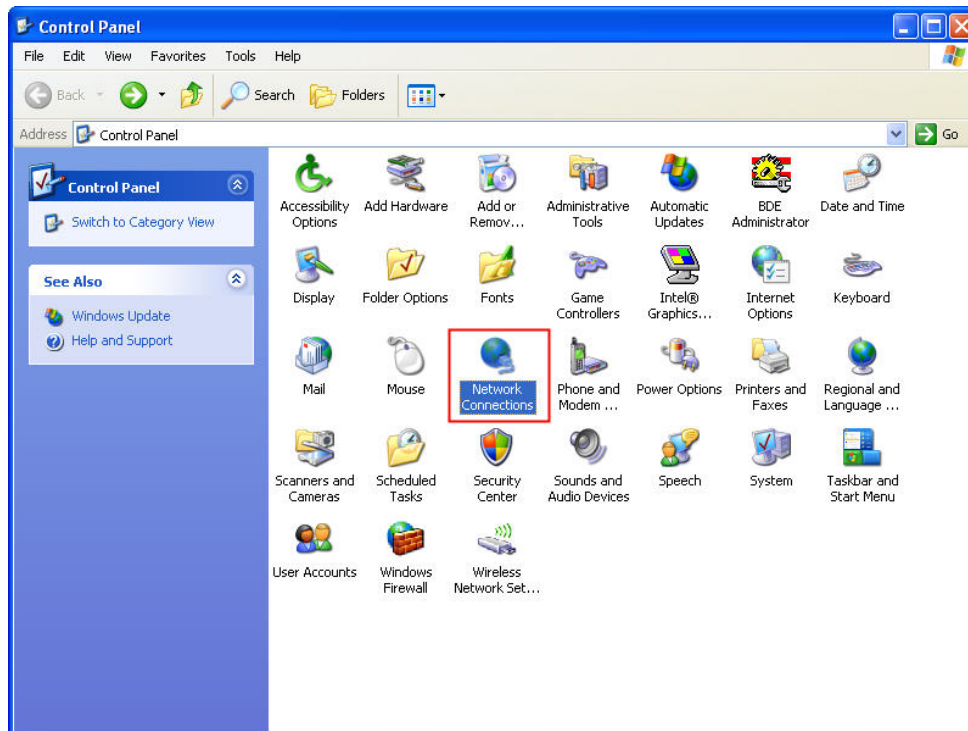 Control Panel
File Edit View Favorites Tools Help
Back Search Folders
Address Control Panel Go
Control Panel
Switch to Category View
See Also
Windows Update
Help and Support
Accessibility Options
Add Hardware
Add or Remov...
Administrative Tools
Automatic Updates
BDE Administrator
Date and Time
Display
Folder Options
Fonts
Game Controllers
Intel® Graphics...
Internet Options
Keyboard
Mail
Mouse
Network Connections
Phone and Modem ...
Power Options
Printers and Faxes
Regional and Language ...
Scanners and Cameras
Scheduled Tasks
Security Center
Sounds and Audio Devices
Speech
System
Taskbar and Start Menu
User Accounts
Windows Firewall
Wireless Network Set...